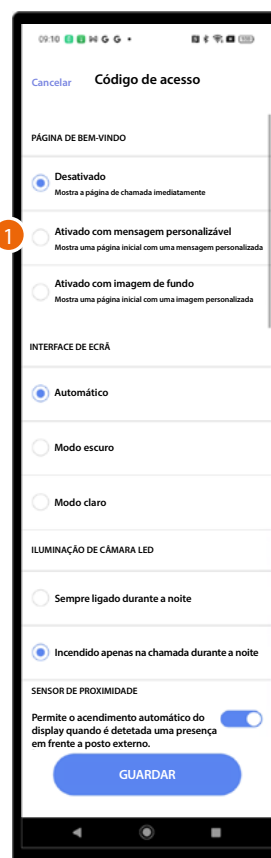 09:10 G G •
Cancelar Código de acesso
PÁGINA DE BEM-VINDO
Desativado
Mostra a página de chamada imediatamente
1
Ativado com mensagem personalizável
Mostra uma página inicial com uma mensagem personalizada
Ativado com imagem de fundo
Mostra uma página inicial com uma imagem personalizada
INTERFACE DE ECRÃ
Automático
Modo escuro
Modo claro
ILUMINAÇÃO DE CÂMARA LED
Sempre ligado durante a noite
Incendido apenas na chamada durante a noite
SENSOR DE PROXIMIDADE
Permite o acendimento automático do
display quando é detetada uma presença
em frente a posto externo.
GUARDAR